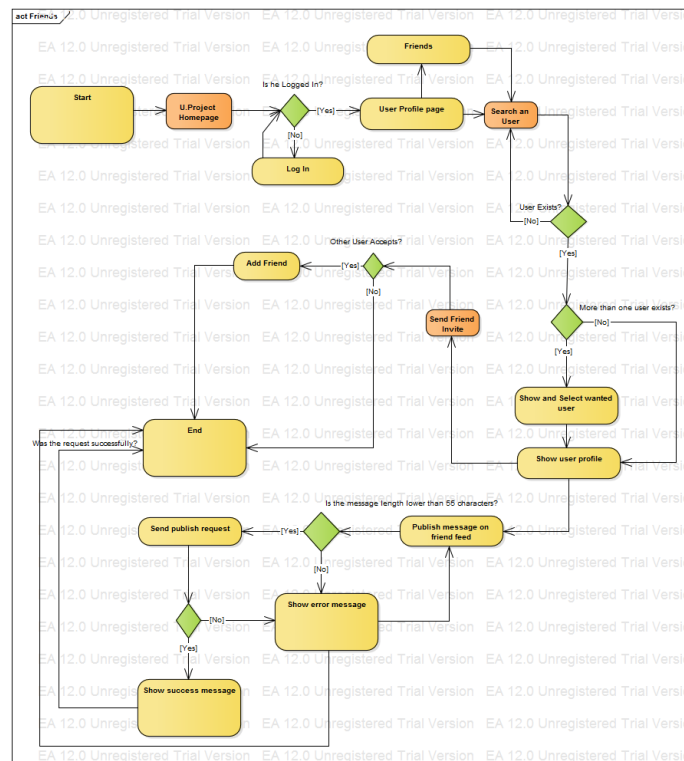 act Friends
EA 12.0 Unregistered Trial Version
Friends
Start
Is he Logged In?
U.Project
Homepage
[Yes]
User Profile page
Search an
User
[No]
Log In
User Exists?
[No]
[Yes]
Other User Accepts?
Add Friend
[Yes]
[No]
More than one user exists?
[No]
Send Friend
Invite
[Yes]
Show and Select wanted
user
End
Was the request successfully?
Show user profile
Is the message length lower than 55 characters?
Send publish request
[Yes]
Publish message on
friend feed
[No]
Show error message
[No]
[Yes]
Show success message